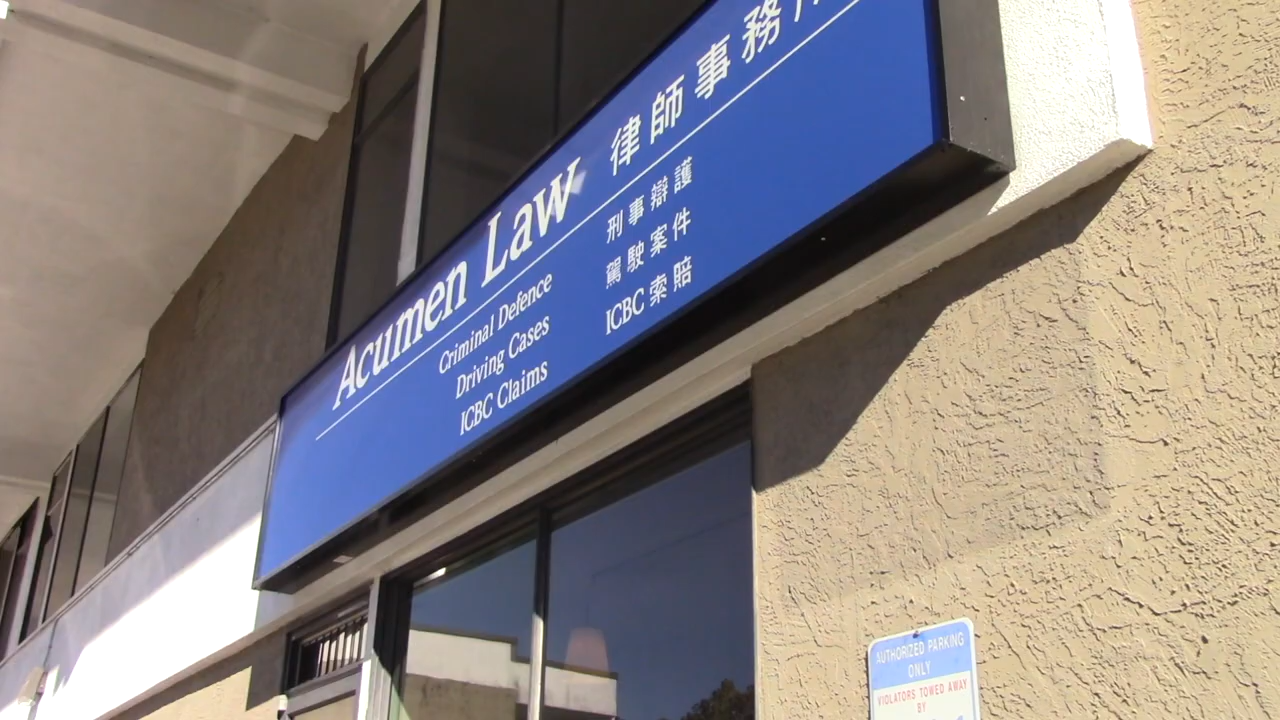 Acumen Law 律師事務
Criminal Defence
Driving Cases
ICBC Claims
刑事辯護
駕駛案件
ICBC 索賠
AUTHORIZED PARKING
ONLY
VIOLATORS TOWED AWAY
BY